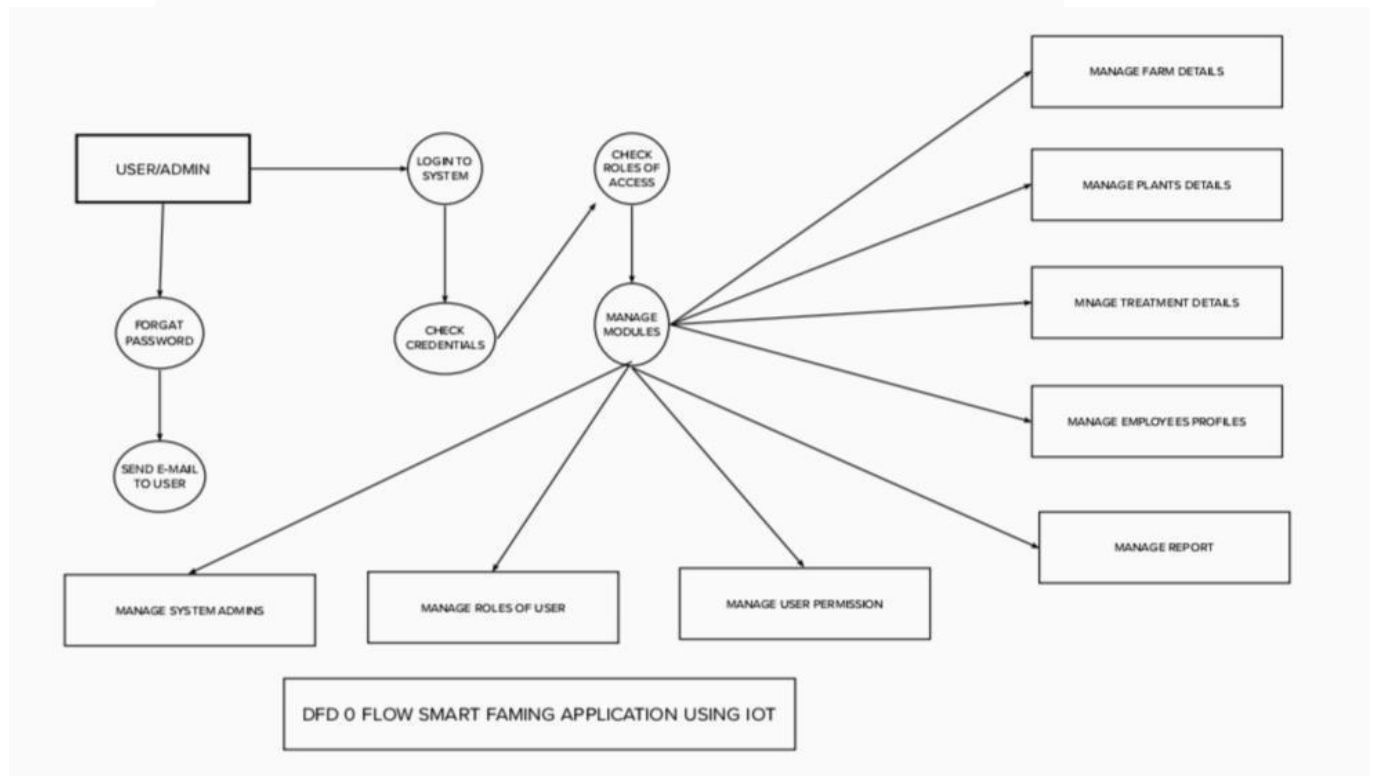 MANAGE FARM DETAILS
USER/ADMIN
LOGIN TO
SYSTEM
CHECK
ROLES OF
ACCESS
MANAGE PLANTS DETAILS
FORGAT
PASSWORD
CHECK
CREDENTIALS
MANAGE
MODULES
MNAGE TREATMENT DETAILS
MANAGE EMPLOYEES PROFILES
SEND E-MAIL
TO USER
MANAGE REPORT
MANAGE SYSTEM ADMINS
MANAGE ROLES OF USER
MANAGE USER PERMISSION
DFD 0 FLOW SMART FAMING APPLICATION USING IOT